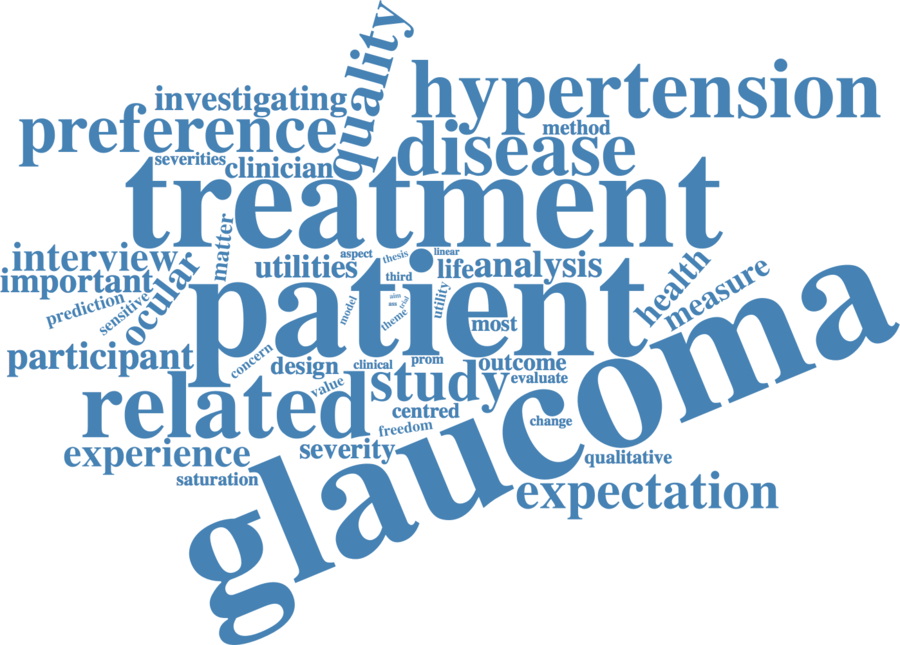 quality
hypertension
investigating
preference
method
disease
severities
clinician
treatment
matter
interview
important
ocular
utilities
aspect
thesis
linear
third
life
analysis
health
measure
prediction
sensitive
patient
model
aim
trial
theme
utility
most
participant
concern
design
clinical
prom
outcome
related
value
study
evaluate
centred
freedom
change
glaucoma
experience
severity
qualitative
saturation
expectation